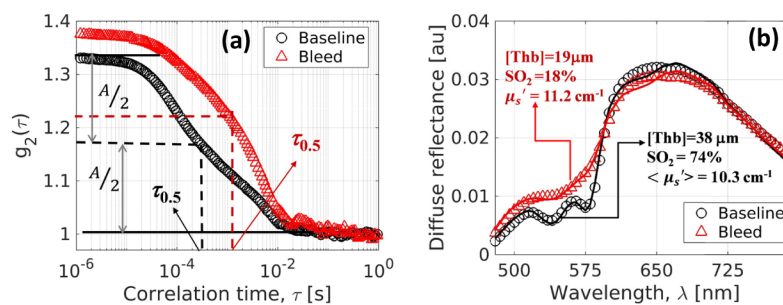 1.4
1.3
1.2
1.1
1
g₂(τ)
(a)
Baseline
Bleed
A/2
A/2
τ0.5
τ0.5
10⁻⁶
10⁻⁴
10⁻²
10⁰
Correlation time, τ [s]
0.04
0.03
0.02
0.01
0
Diffuse reflectance [au]
(b)
[Thb]=19μm
SO₂=18%
μₛ' = 11.2 cm⁻¹
[Thb]=38 μm
SO₂ = 74%
< μₛ' > = 10.3 cm⁻¹
Baseline
Bleed
500
575
650
725
Wavelength, λ [nm]